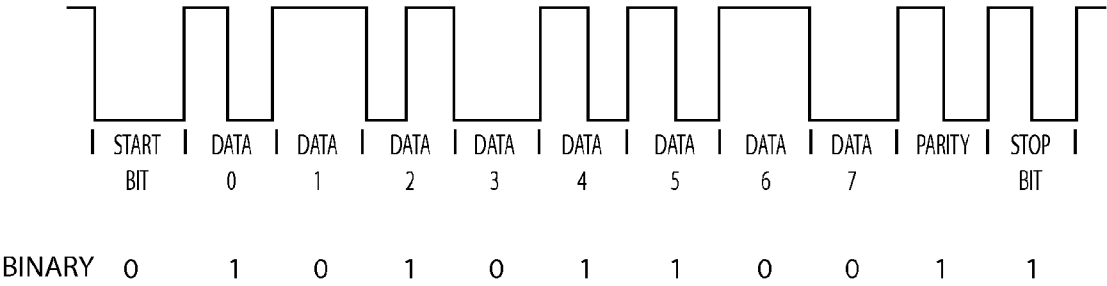 START DATA DATA DATA DATA DATA DATA DATA DATA PARITY STOP
BIT 0 1 2 3 4 5 6 7 BIT
BINARY 0 1 0 1 0 1 1 0 0 1 1